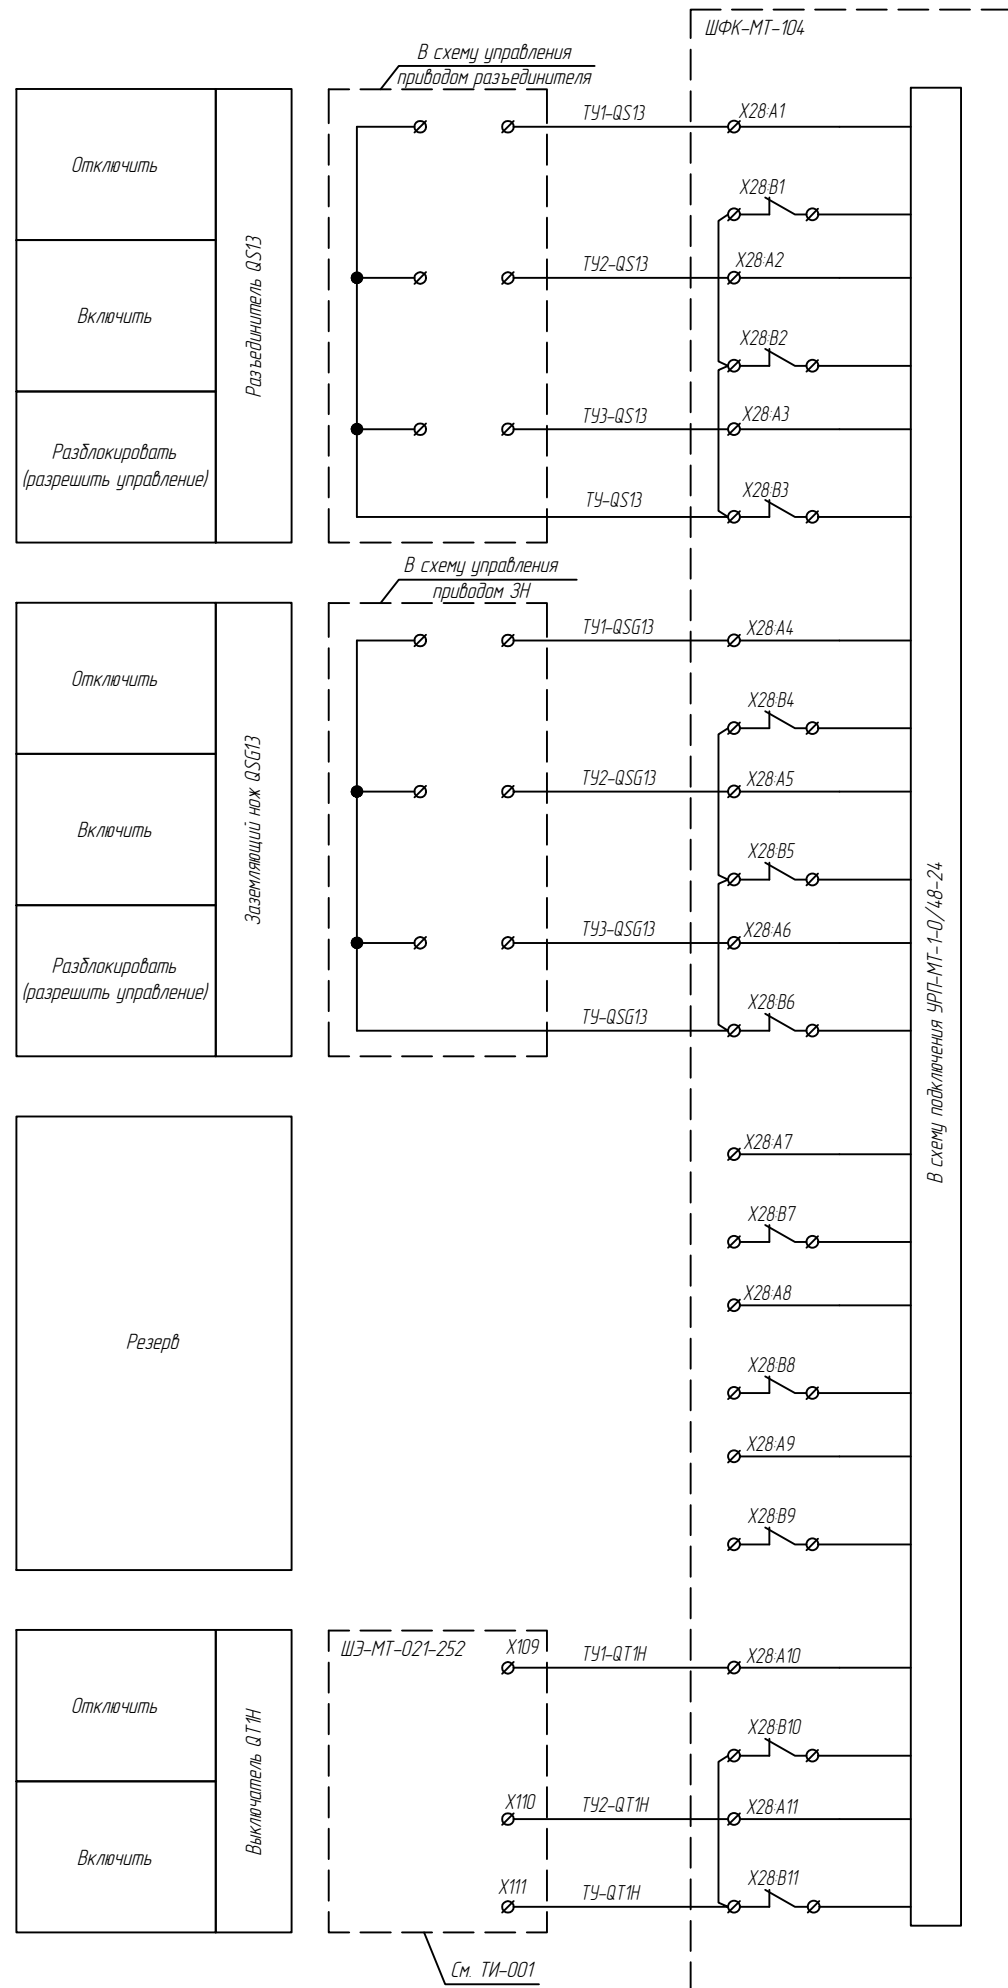 ШФК-МТ-104
В схему управления
приводом разъединителя
Отключить
Включить
Разблокировать
(разрешить управление)
Разъединитель QS13
ТУ1-QS13
X28:A1
X28:B1
ТУ2-QS13
X28:A2
X28:B2
ТУ3-QS13
X28:A3
X28:B3
ТУ-QS13
В схему управления
приводом ЗН
Отключить
Включить
Разблокировать
(разрешить управление)
Заземляющий нож QSG13
ТУ1-QSG13
X28:A4
X28:B4
ТУ2-QSG13
X28:A5
X28:B5
ТУ3-QSG13
X28:A6
X28:B6
ТУ-QSG13
В схему подключения УРП-МТ-1-0/48-24
Резерв
X28:A7
X28:B7
X28:A8
X28:B8
X28:A9
X28:B9
Отключить
Включить
Выключатель QT1H
ШЭ-МТ-021-252
X109
ТУ1-QT1H
X28:A10
X28:B10
X110
ТУ2-QT1H
X28:A11
X28:B11
X111
ТУ-QT1H
См. ТИ-001